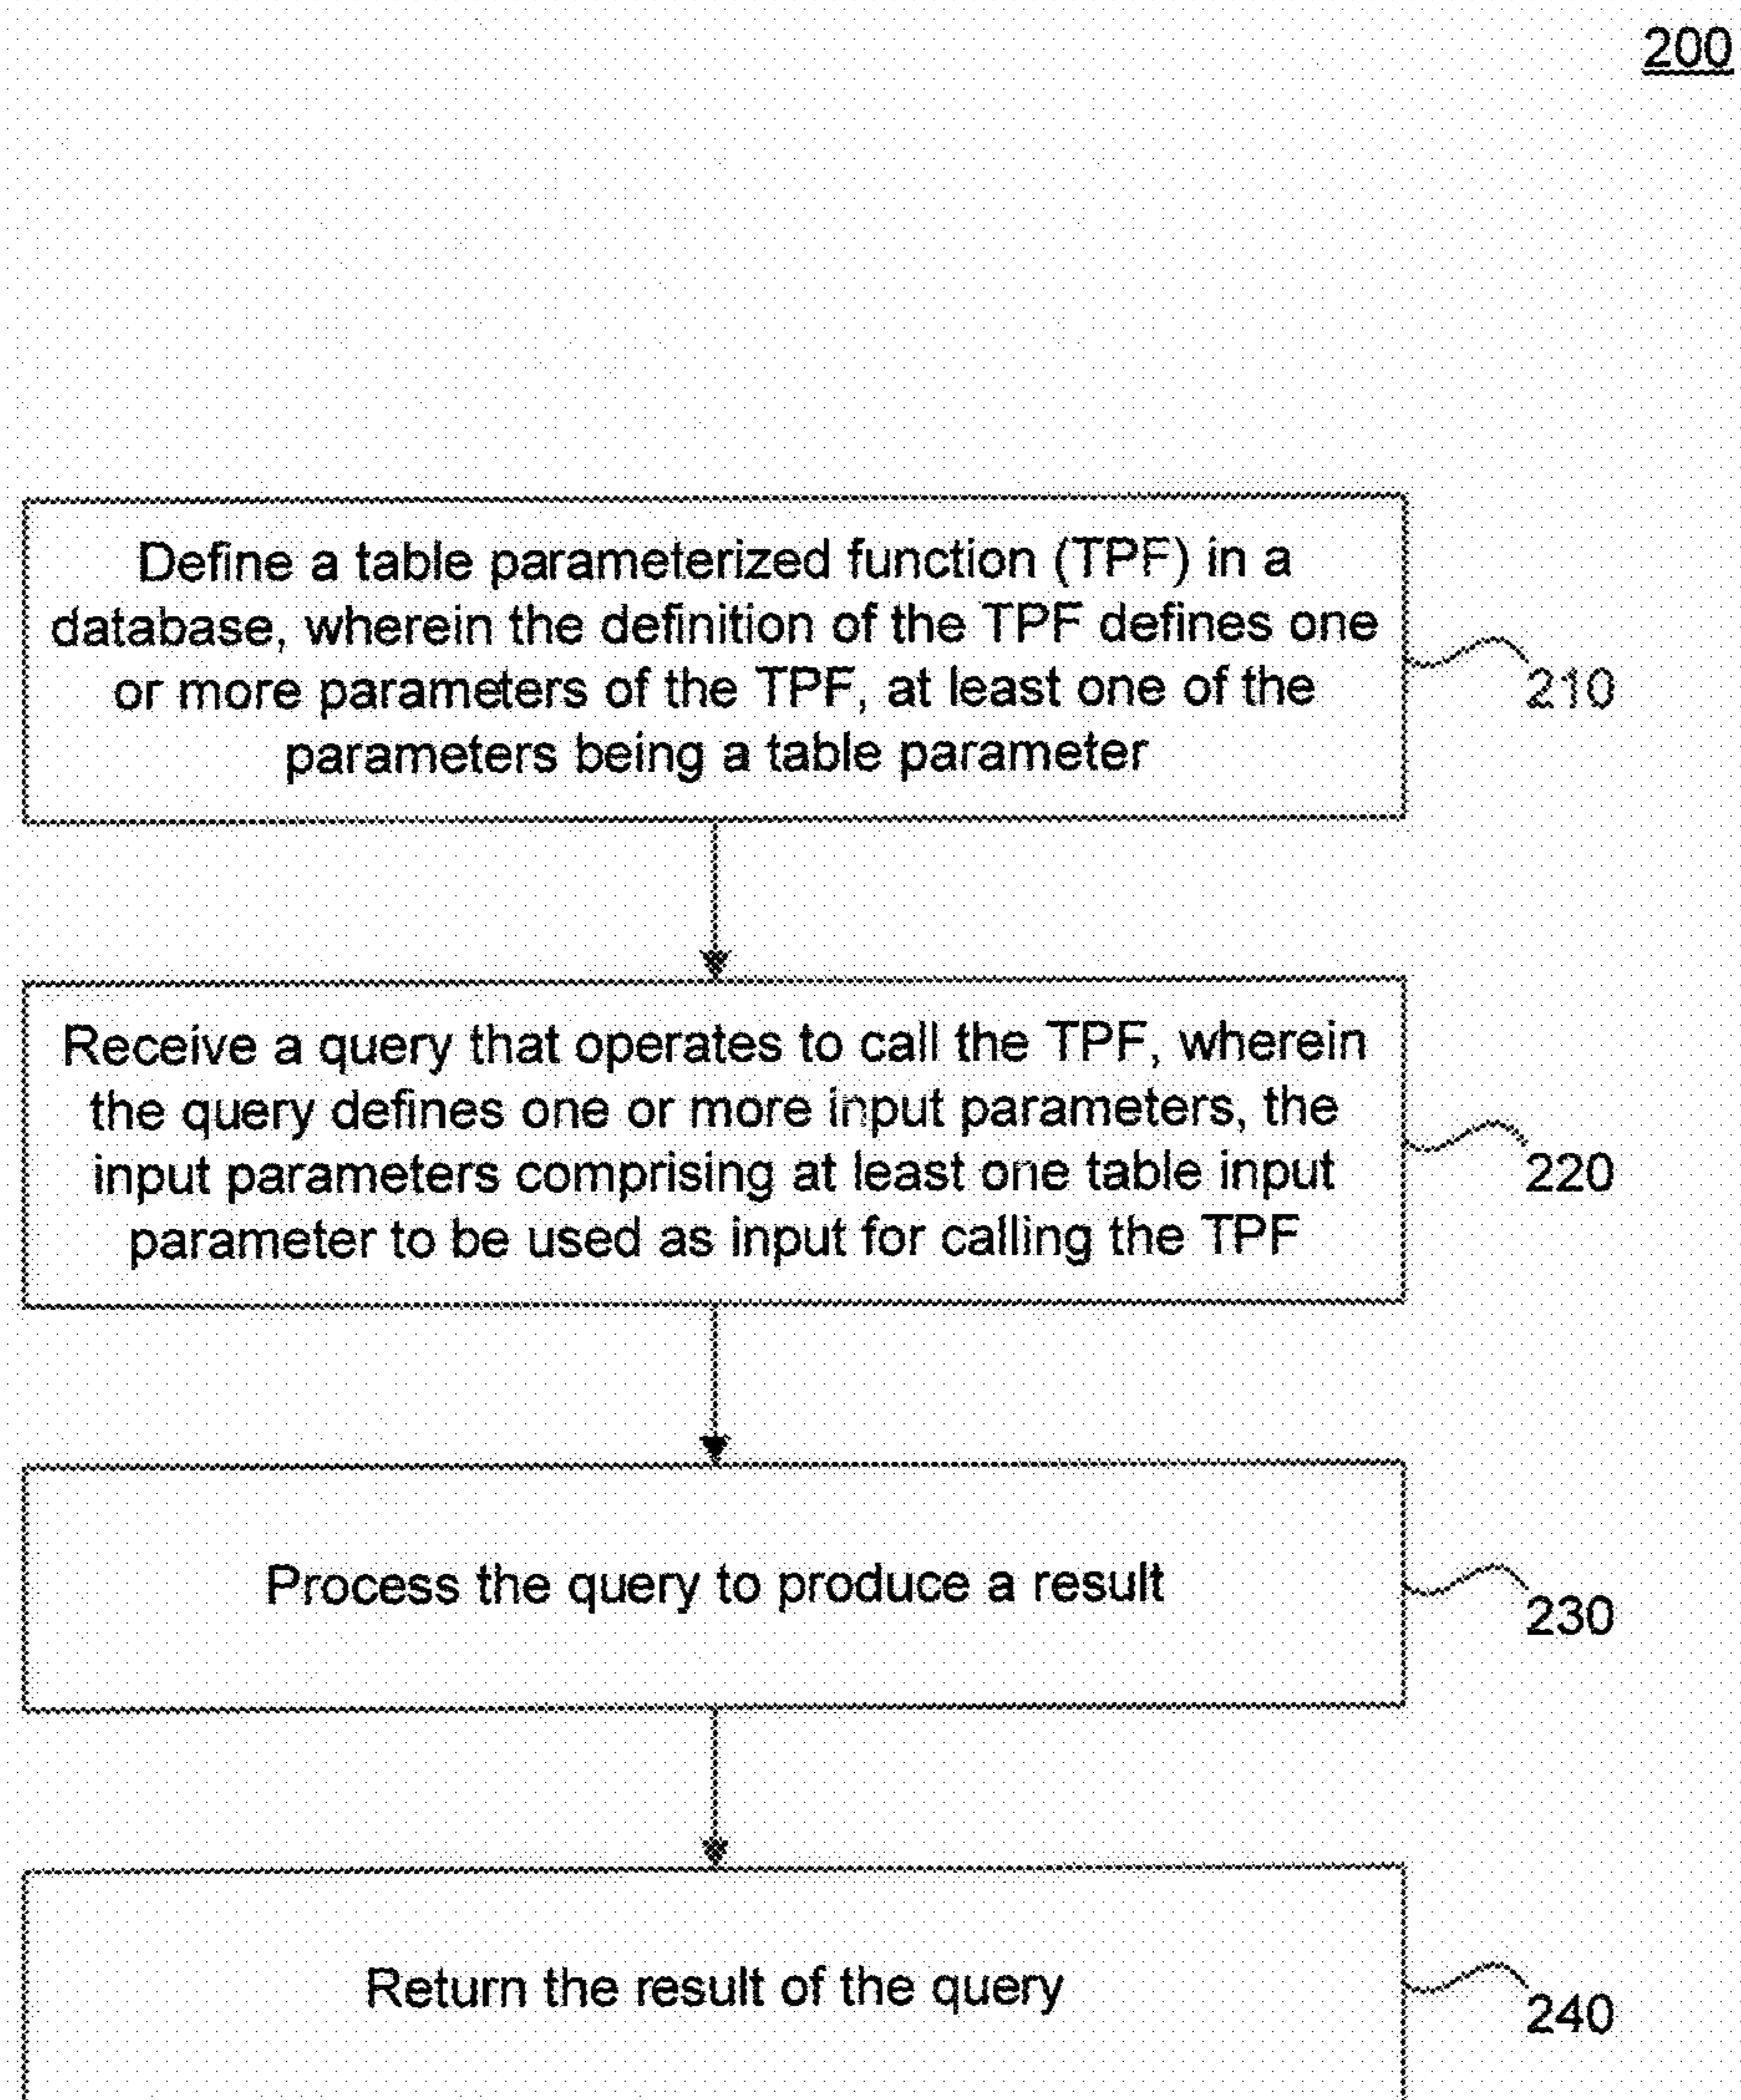 200
Define a table parameterized function (TPF) in a
database, wherein the definition of the TPF defines one
or more parameters of the TPF, at least one of the
parameters being a table parameter
210
Receive a query that operates to call the TPF, wherein
the query defines one or more input parameters, the
input parameters comprising at least one table input
parameter to be used as input for calling the TPF
220
Process the query to produce a result
230
Return the result of the query
240